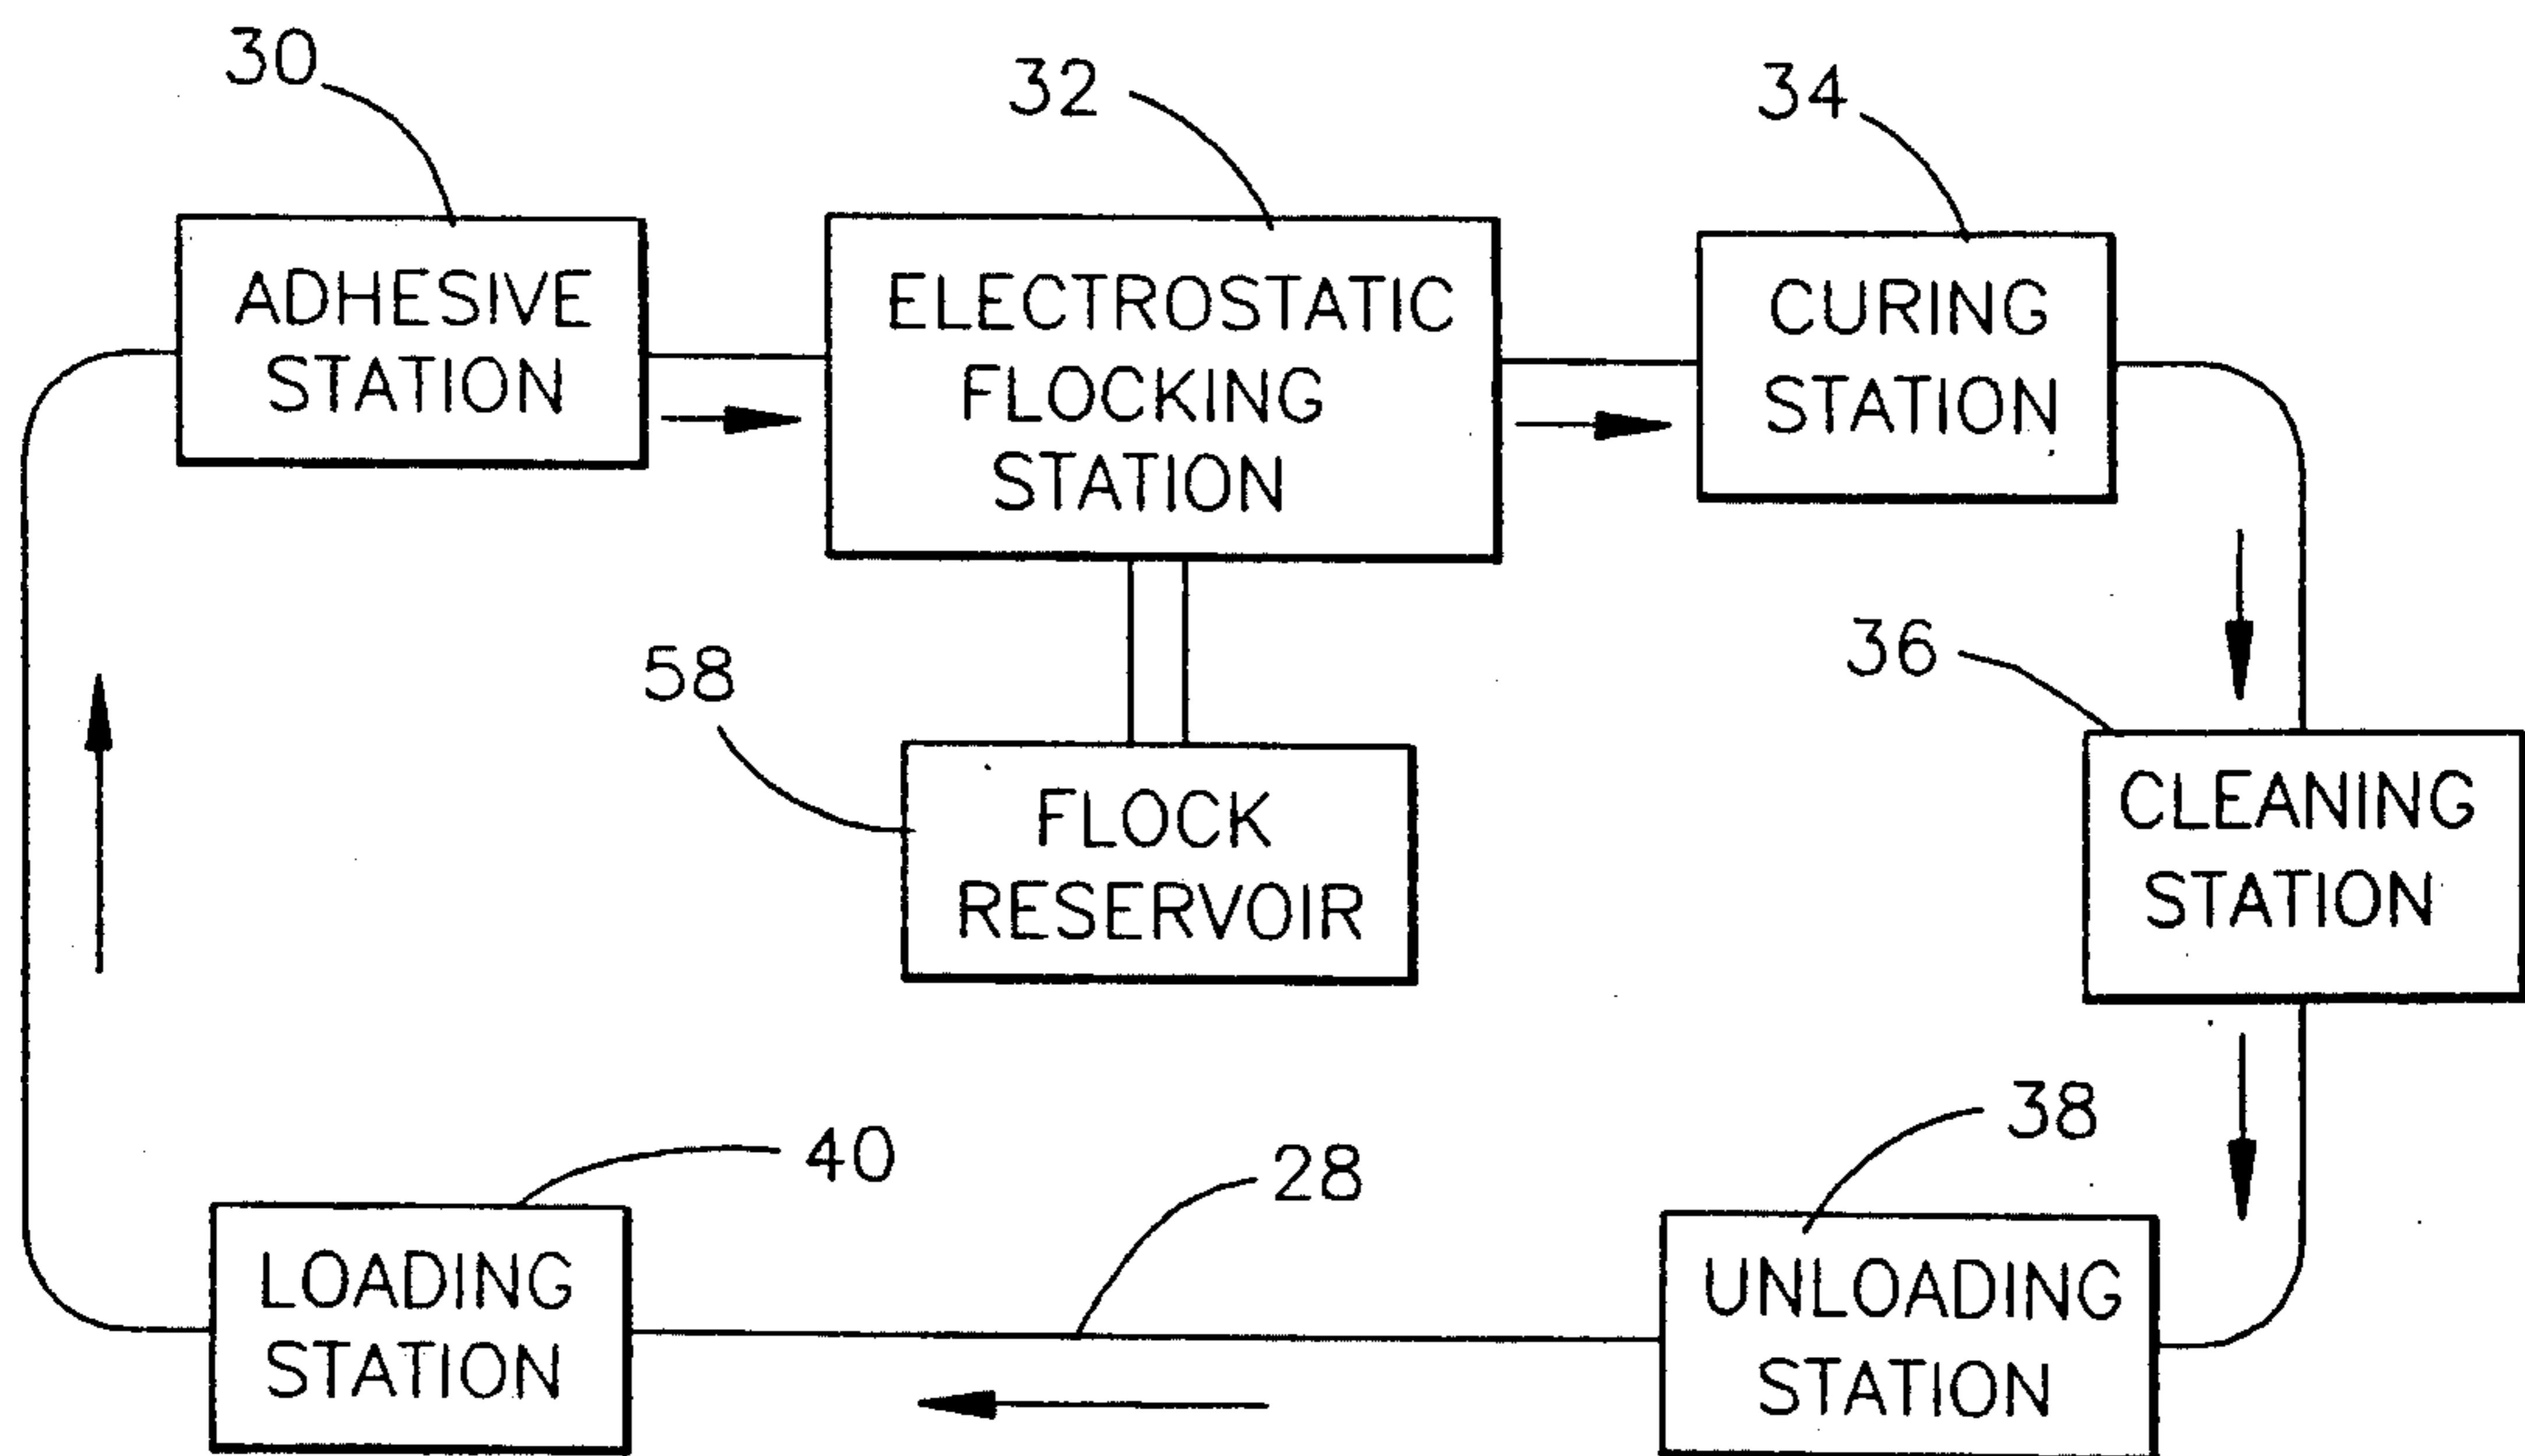 30
32
34
ADHESIVE
STATION
ELECTROSTATIC
FLOCKING
STATION
CURING
STATION
58
36
FLOCK
RESERVOIR
CLEANING
STATION
40
28
38
LOADING
STATION
UNLOADING
STATION